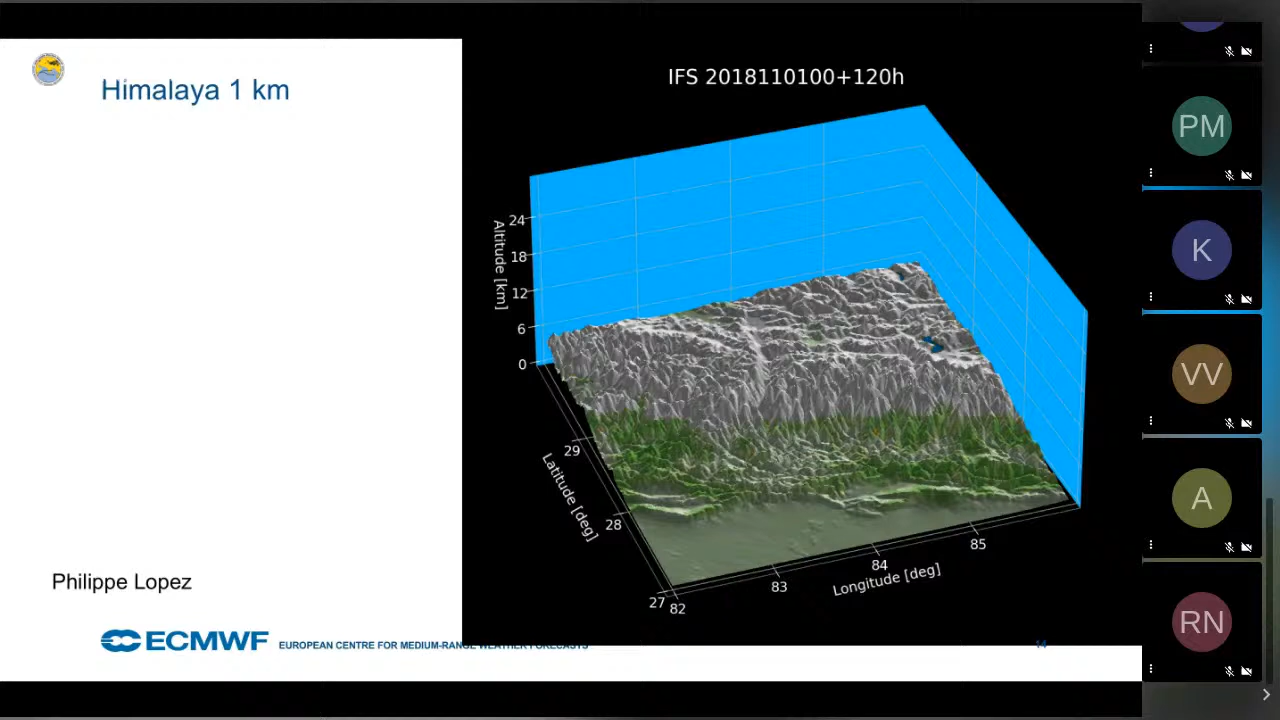 Himalaya 1 km
IFS 2018110100+120h
Altitude [km]
24
18
12
6
0
Latitude [deg]
29
28
27
82
83
84
85
Longitude [deg]
Philippe Lopez
ECMWF
EUROPEAN CENTRE FOR MEDIUM-RANGE WEATHER FORECASTS
14
PM
K
VV
A
RN